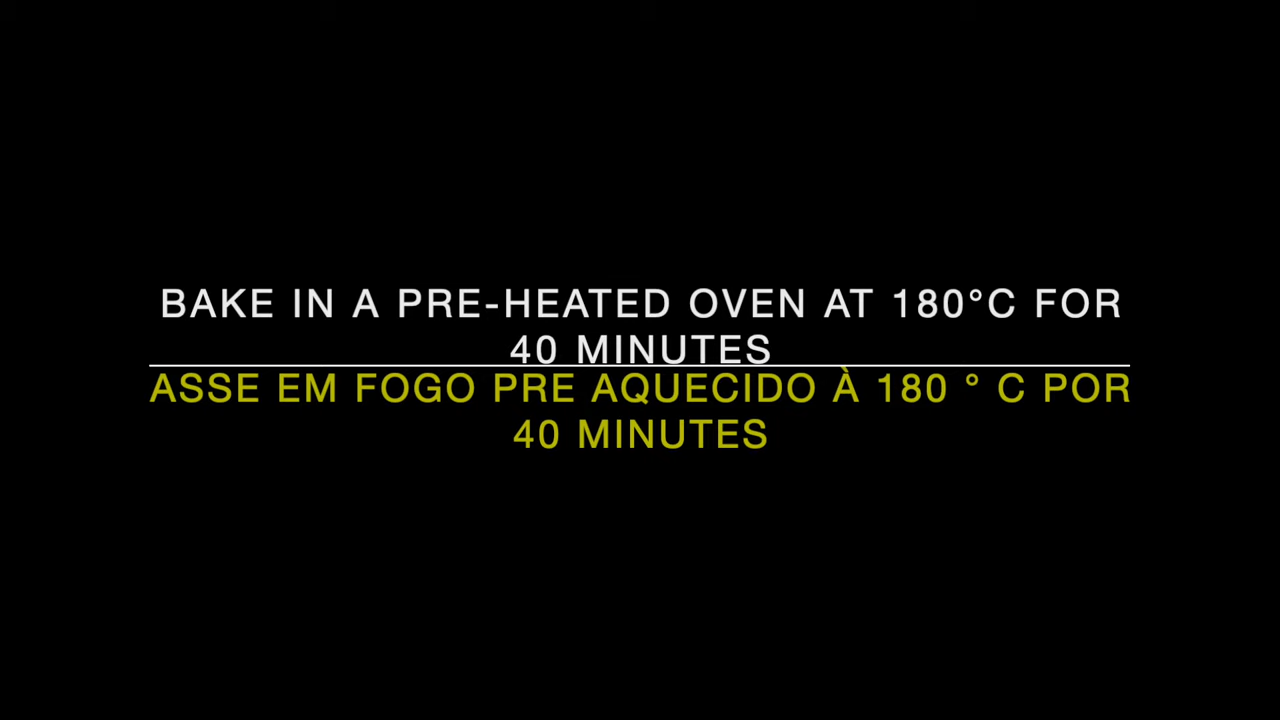 BAKE IN A PRE-HEATED OVEN AT 180°C FOR
40 MINUTES
ASSE EM FOGO PRE AQUECIDO À 180 ° C POR
40 MINUTES